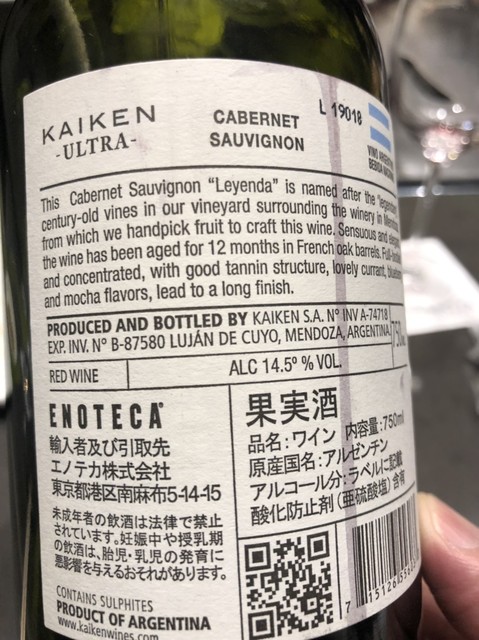 KAIKEN
-ULTRA-
CABERNET
SAUVIGNON
L 19018
VINO ARGENTINO
This Cabernet Sauvignon “Leyenda” is named after the
century-old vines in our vineyard surrounding the winery in
from which we handpick fruit to craft this wine. Sensuous and
the wine has been aged for 12 months in French oak barrels.
and concentrated, with good tannin structure, lovely currant,
and mocha flavors, lead to a long finish.
PRODUCED AND BOTTLED BY KAIKEN S.A. Nº INV A-74718
EXP. INV. Nº B-87580 LUJÁN DE CUYO, MENDOZA, ARGENTINA
RED WINE
ALC 14.5º % VOL.
ENOTECA
輸入者及び引取先
エノテカ株式会社
東京都港区南麻布5-14-15
未成年者の飲酒は法律で禁止
されています。妊娠中や授乳期
の飲酒は、胎児・乳児の発育に
悪影響を与えるおそれがあります。
果実酒
品名:ワイン 内容量:750ml
原産国名:アルゼンチン
アルコール分:ラベルに記載
酸化防止剤(亜硫酸塩)含有
CONTAINS SULPHITES
PRODUCT OF ARGENTINA
www.kaikenwines.com